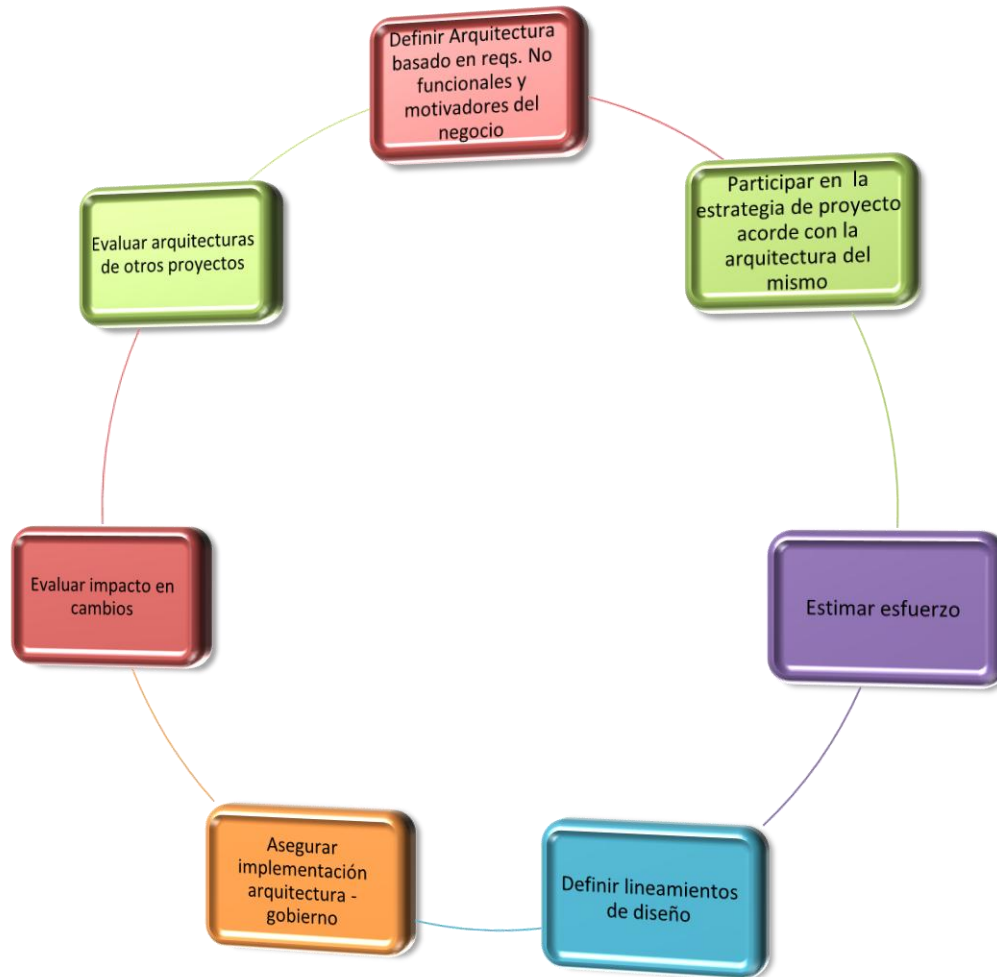 Definir Arquitectura
basado en reqs. No
funcionales y
motivadores del
negocio
Participar en la
estrategia de proyecto
acorde con la
arquitectura del
mismo
Estimar esfuerzo
Definir lineamientos
de diseño
Asegurar
implementación
arquitectura -
gobierno
Evaluar impacto en
cambios
Evaluar arquitecturas
de otros proyectos